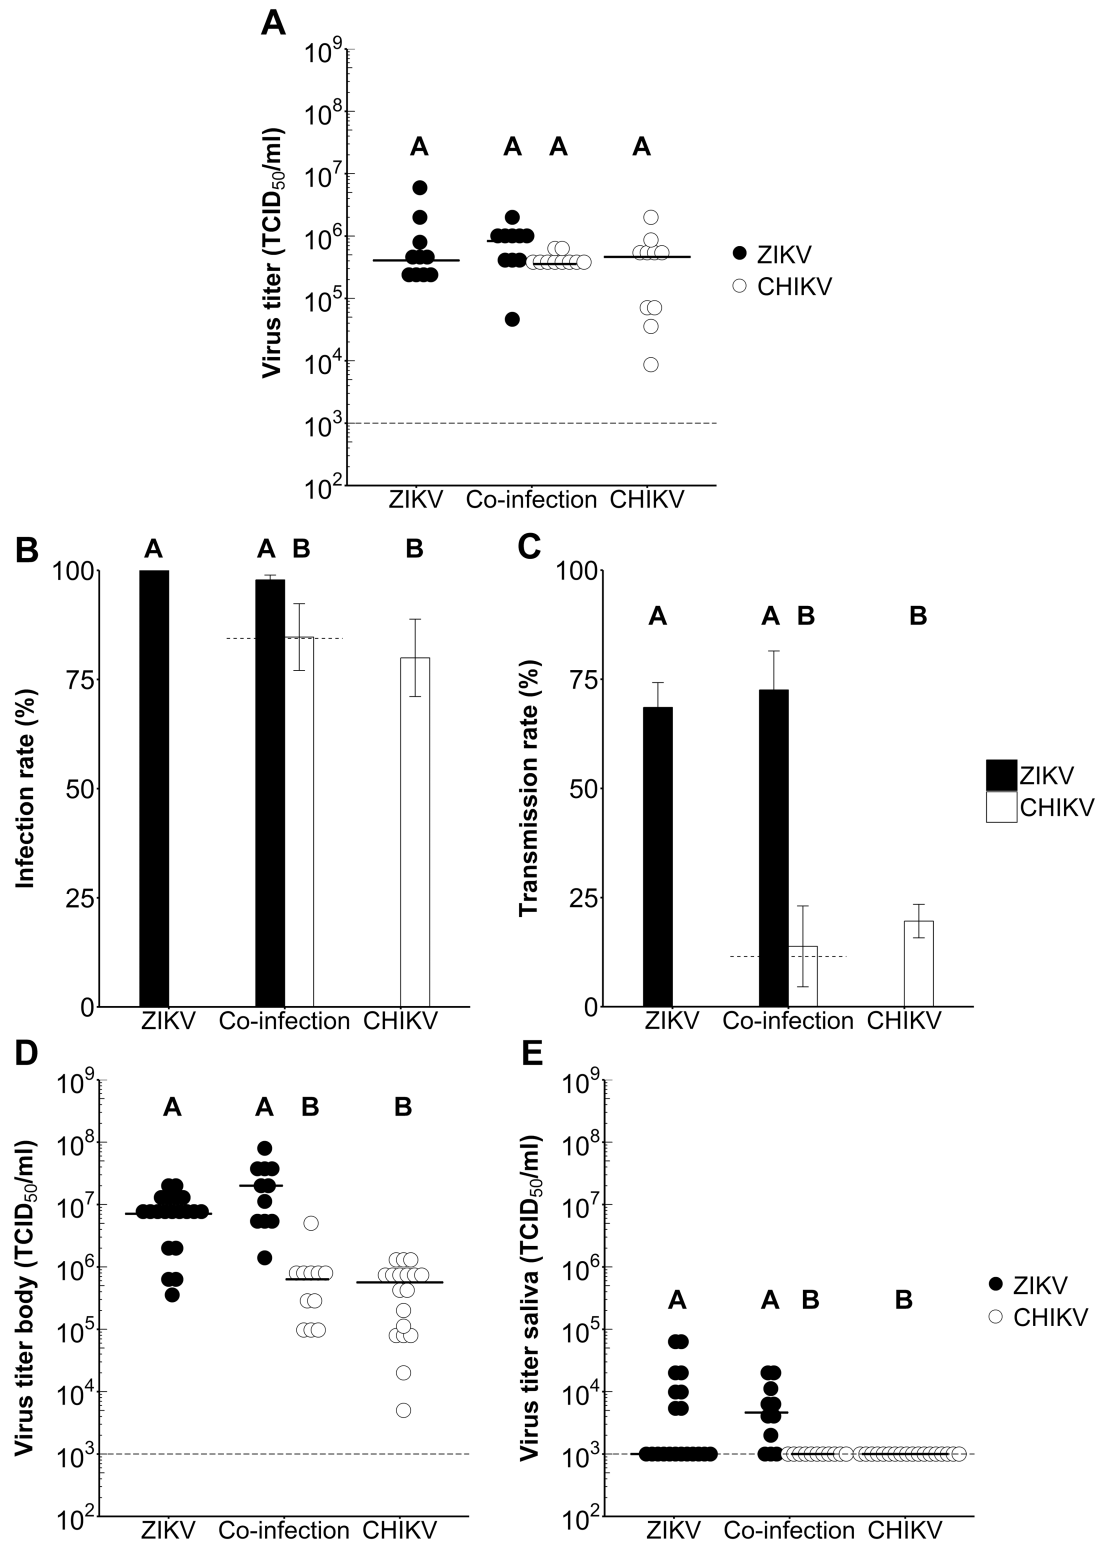 A
Virus titer (TCID50/ml)
10^9
10^8
10^7
10^6
10^5
10^4
10^3
10^2
A A A A
ZIKV Co-infection CHIKV
ZIKV
CHIKV
B
Infection rate (%)
100
75
50
25
0
A A B B
ZIKV Co-infection CHIKV
C
Transmission rate (%)
100
75
50
25
0
A A B B
ZIKV Co-infection CHIKV
ZIKV
CHIKV
D
Virus titer body (TCID50/ml)
10^9
10^8
10^7
10^6
10^5
10^4
10^3
10^2
A A B B
ZIKV Co-infection CHIKV
E
Virus titer saliva (TCID50/ml)
10^9
10^8
10^7
10^6
10^5
10^4
10^3
10^2
A A B B
ZIKV Co-infection CHIKV
ZIKV
CHIKV